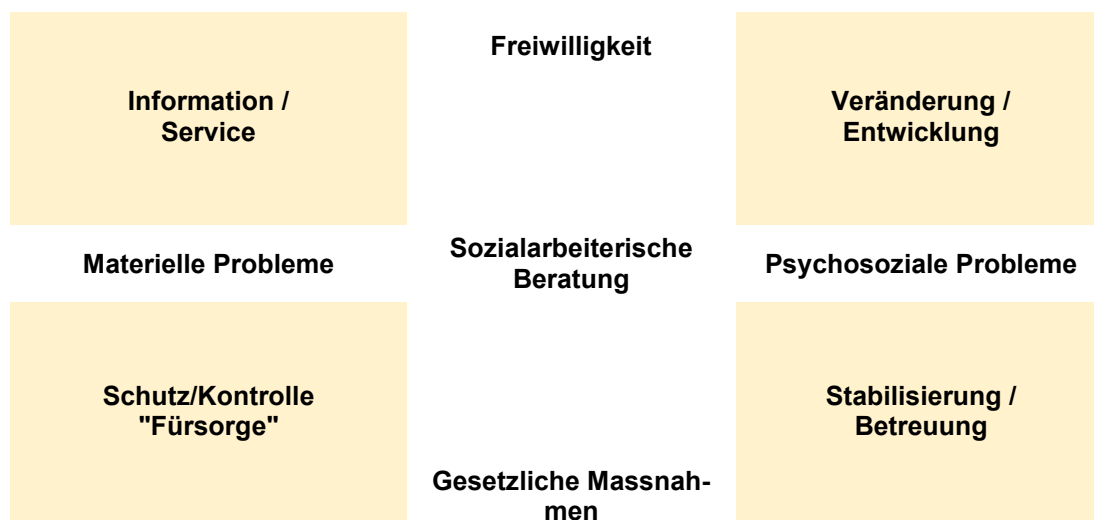 Freiwilligkeit
Information /
Service
Veränderung /
Entwicklung
Materielle Probleme
Sozialarbeiterische
Beratung
Psychosoziale Probleme
Schutz/Kontrolle
"Fürsorge"
Stabilisierung /
Betreuung
Gesetzliche Massnah-
men